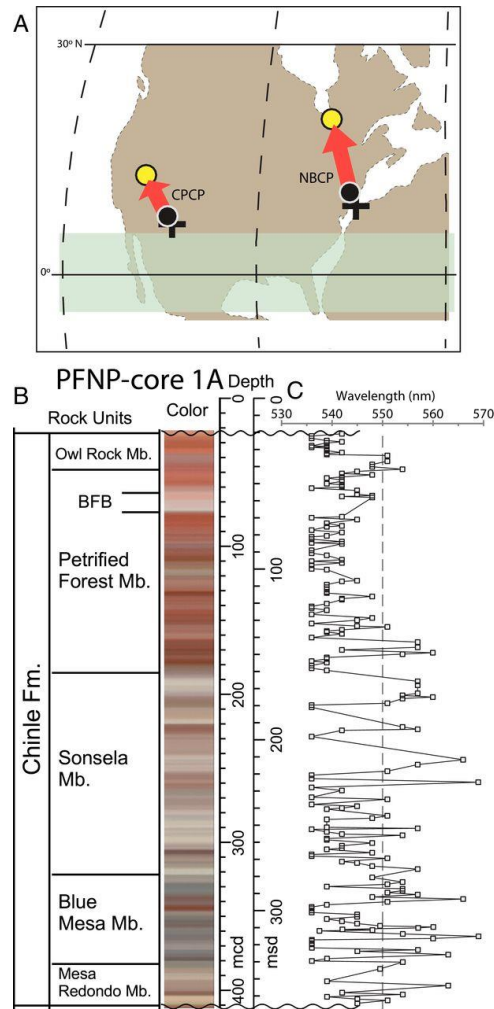 A
30º N
CPCP
NBCP
0º
PFNP-core 1A
Depth
B
C
Rock Units
Color
0
0
Wavelength (nm)
530 540 550 560 570
Owl Rock Mb.
BFB
Petrified
Forest Mb.
100
100
Chinle Fm.
200
200
Sonsela
Mb.
300
300
Blue
Mesa Mb.
Mesa
Redondo Mb.
400
mcd
msd